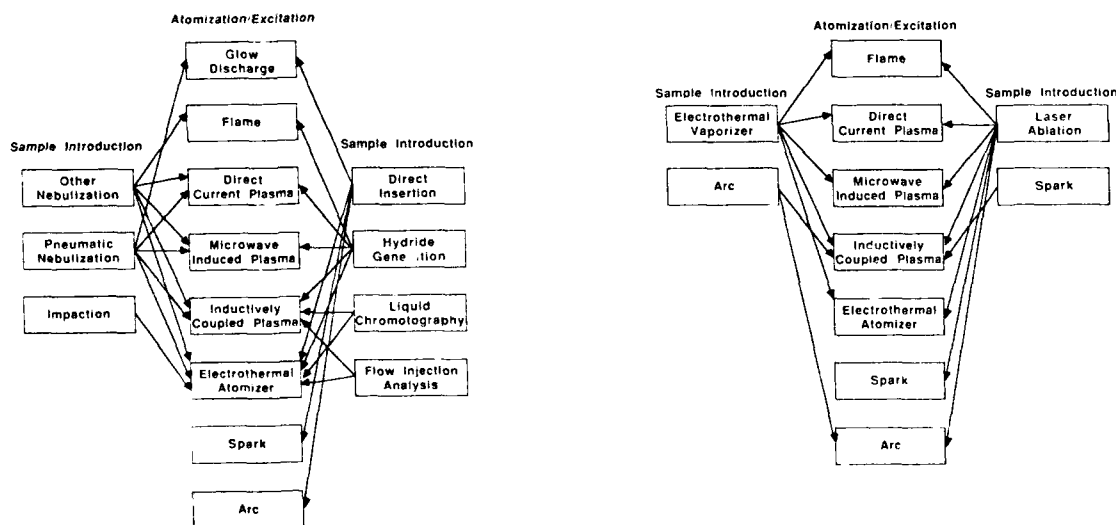 Atomization/Excitation
Glow
Discharge
Flame
Sample Introduction
Other
Nebulization
Pneumatic
Nebulization
Impaction
Direct
Current Plasma
Microwave
Induced Plasma
Inductively
Coupled Plasma
Electrothermal
Atomizer
Spark
Arc
Sample Introduction
Direct
Insertion
Hydride
Liquid
Chromotography
Flow Injection
Analysis
Atomization/Excitation
Flame
Sample Introduction
Electrothermal
Vaporizer
Arc
Direct
Current Plasma
Microwave
Induced Plasma
Inductively
Coupled Plasma
Electrothermal
Atomizer
Spark
Arc
Sample Introduction
Laser
Ablation
Spark